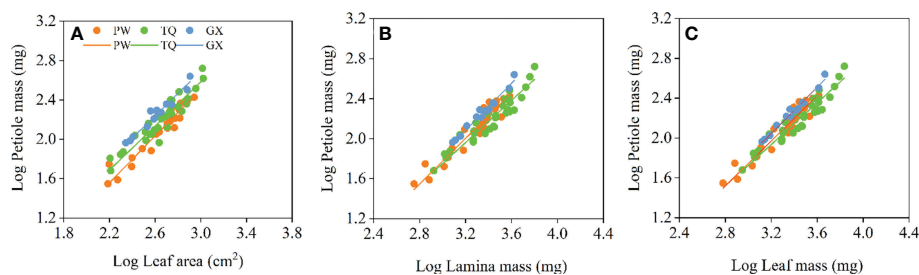 A
PW TQ GX
PW TQ GX
Log Petiole mass (mg)
3.2
2.8
2.4
2.0
1.6
1.2
1.8 2.2 2.6 3.0 3.4 3.8
Log Leaf area (cm²)
B
Log Petiole mass (mg)
3.2
2.8
2.4
2.0
1.6
1.2
2.4 2.8 3.2 3.6 4.0 4.4
Log Lamina mass (mg)
C
Log Petiole mass (mg)
3.2
2.8
2.4
2.0
1.6
1.2
2.4 2.8 3.2 3.6 4.0 4.4
Log Leaf mass (mg)